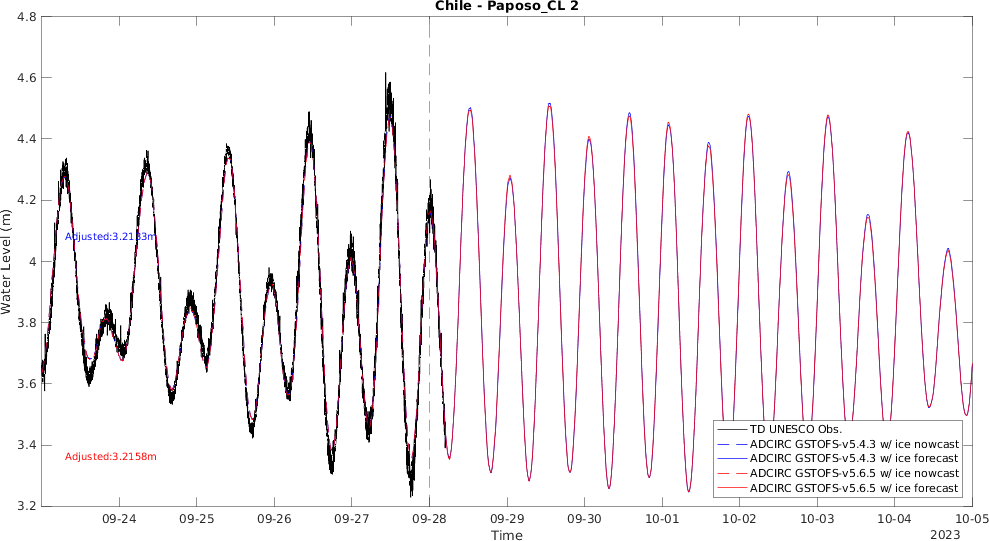 Chile - Paposo_CL 2
4.8
4.6
4.4
4.2
4
3.8
3.6
3.4
3.2
Water Level (m)
Adjusted:3.2133m
Adjusted:3.2158m
TD UNESCO Obs.
ADCIRC GSTOFS-v5.4.3 w/ ice nowcast
ADCIRC GSTOFS-v5.4.3 w/ ice forecast
ADCIRC GSTOFS-v5.6.5 w/ ice nowcast
ADCIRC GSTOFS-v5.6.5 w/ ice forecast
09-24 09-25 09-26 09-27 09-28 09-29 09-30 10-01 10-02 10-03 10-04 10-05
Time
2023